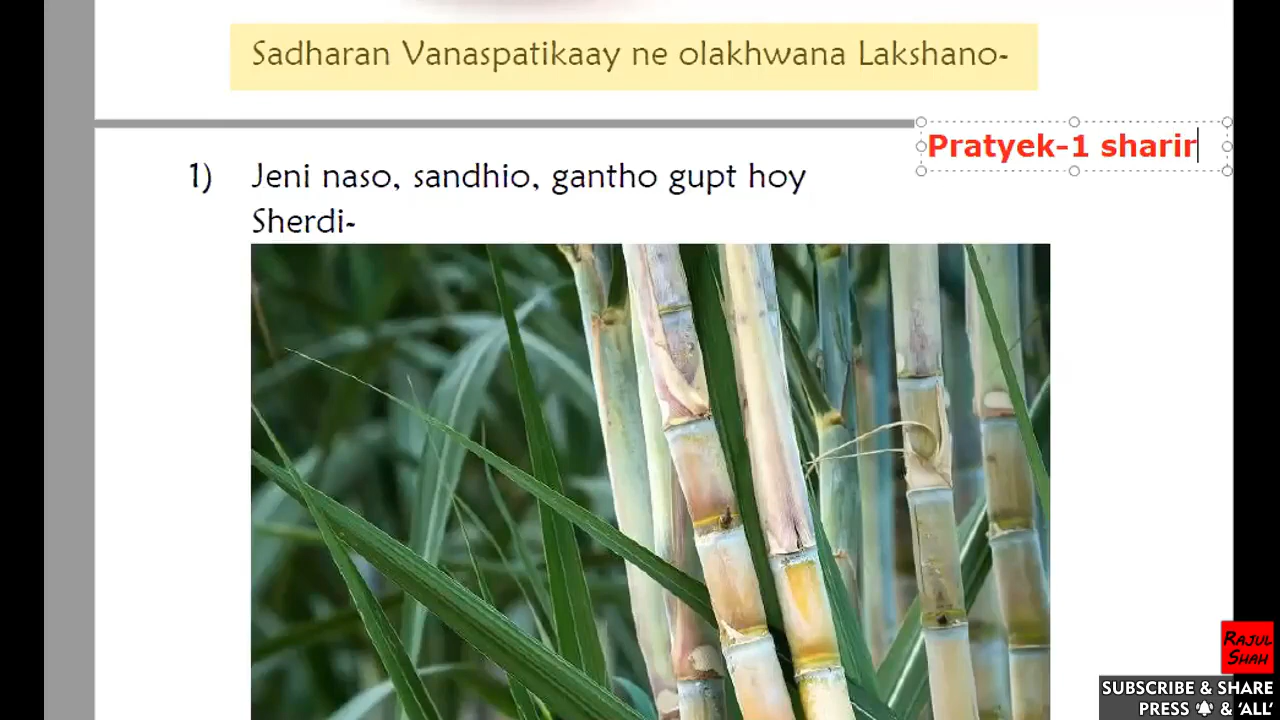 Sadharan Vanaspatikaay ne olakhwana Lakshano-
Pratyek-1 sharir
1) Jeni naso, sandhio, gantho gupt hoy
Sherdi-
RAJUL
SHAH
SUBSCRIBE & SHARE
PRESS & 'ALL'